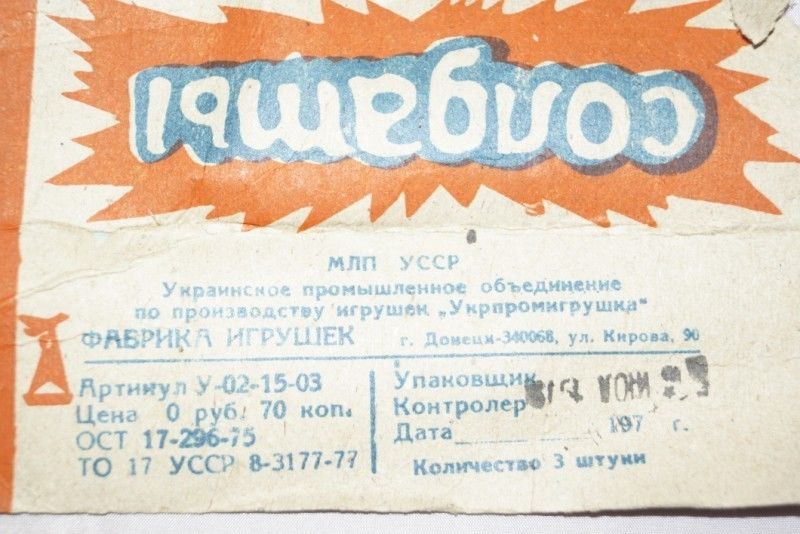 солдаты
МЛП УССР
Украинское промышленное объединение
по производству игрушек „Укрпромигрушка"
ФАБРИКА ИГРУШЕК г. Донецк-340068, ул. Кирова, 90
Артикул У-02-15-03
Цена 0 руб. 70 коп.
ОСТ 17-296-75
ТО 17 УССР 8-3177-77
Упаковщик
Контролер
Дата 197 г.
Количество 3 штуки